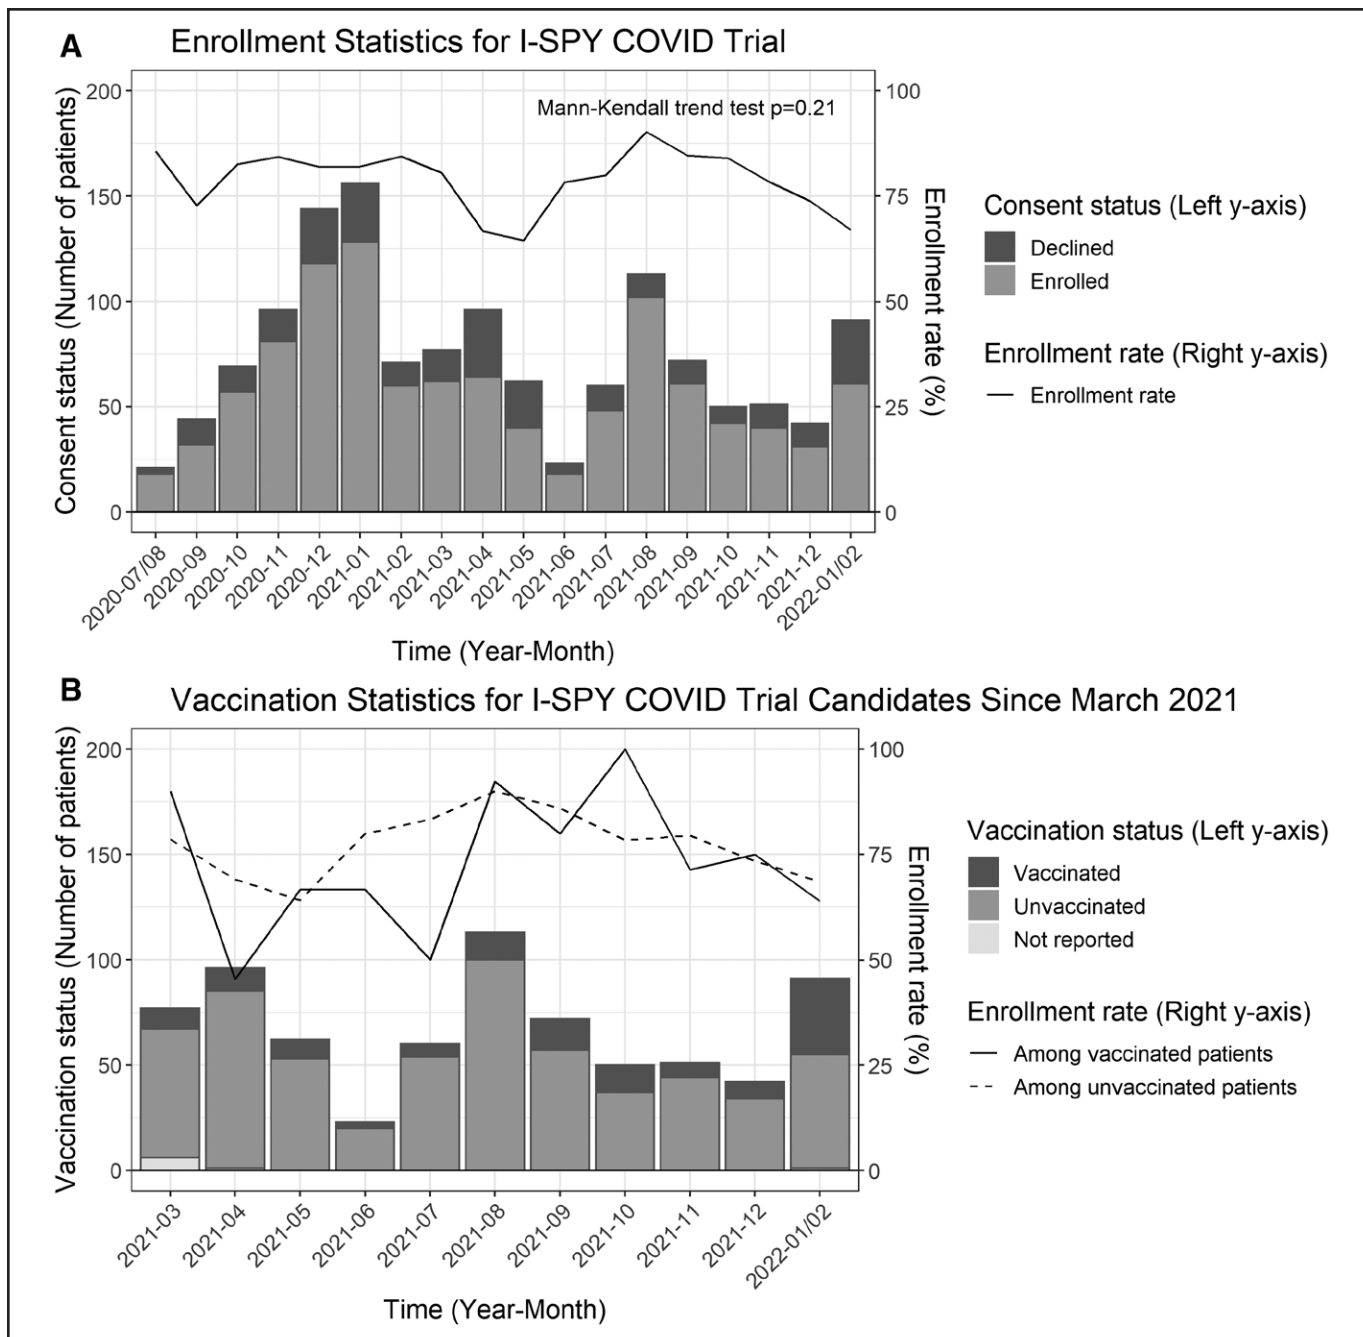 A
Enrollment Statistics for I-SPY COVID Trial
Consent status (Number of patients)
200
150
100
50
0
Mann-Kendall trend test p=0.21
100
75
50
25
0
Enrollment rate (%)
2020-07/08
2020-09
2020-10
2020-11
2020-12
2021-01
2021-02
2021-03
2021-04
2021-05
2021-06
2021-07
2021-08
2021-09
2021-10
2021-11
2021-12
2022-01/02
Time (Year-Month)
Consent status (Left y-axis)
Declined
Enrolled
Enrollment rate (Right y-axis)
Enrollment rate
B
Vaccination Statistics for I-SPY COVID Trial Candidates Since March 2021
Vaccination status (Number of patients)
200
150
100
50
0
100
75
50
25
0
Enrollment rate (%)
2021-03
2021-04
2021-05
2021-06
2021-07
2021-08
2021-09
2021-10
2021-11
2021-12
2022-01/02
Time (Year-Month)
Vaccination status (Left y-axis)
Vaccinated
Unvaccinated
Not reported
Enrollment rate (Right y-axis)
Among vaccinated patients
Among unvaccinated patients